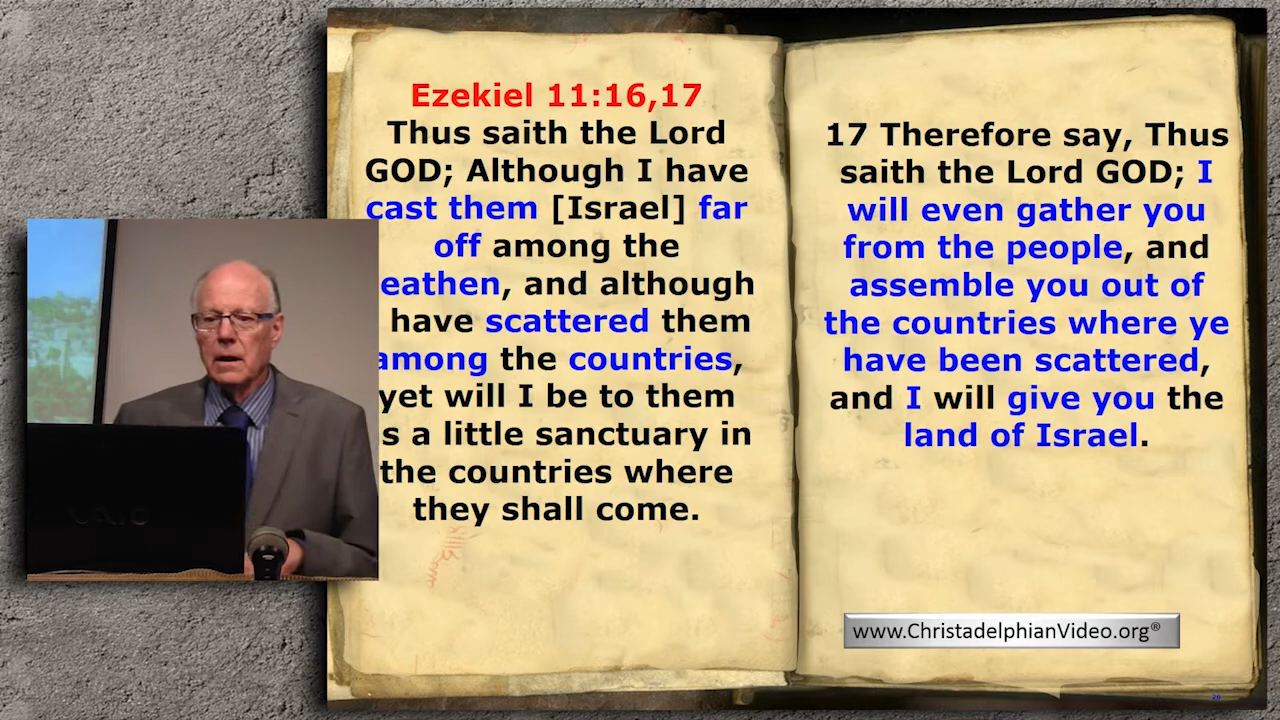 Ezekiel 11:16,17
Thus saith the Lord
GOD; Although I have
cast them [Israel] far
off among the
eathen, and although
have scattered them
among the countries,
yet will I be to them
s a little sanctuary in
the countries where
they shall come.
17 Therefore say, Thus
saith the Lord GOD; I
will even gather you
from the people, and
assemble you out of
the countries where ye
have been scattered,
and I will give you the
land of Israel.
VAIO
www.ChristadelphianVideo.org®
26